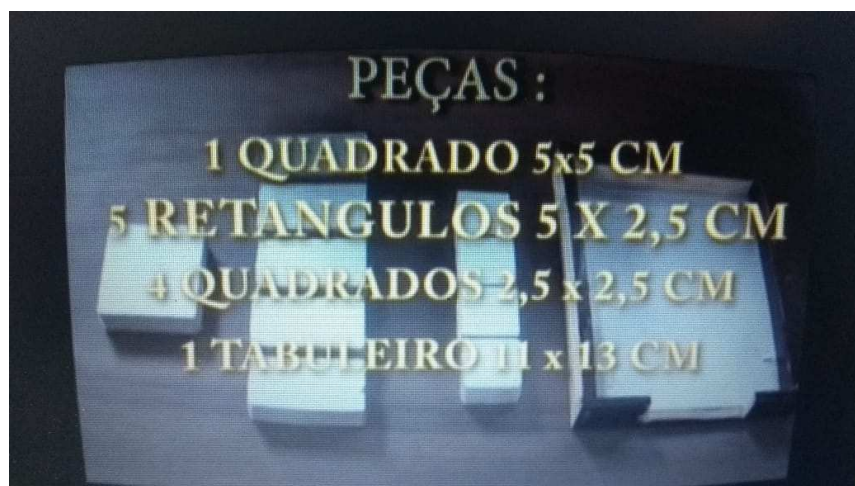 PEÇAS :
1 QUADRADO 5x5 CM
5 RETANGULOS 5 X 2,5 CM
4 QUADRADOS 2,5 x 2,5 CM
1 TABULEIRO 11 x 13 CM